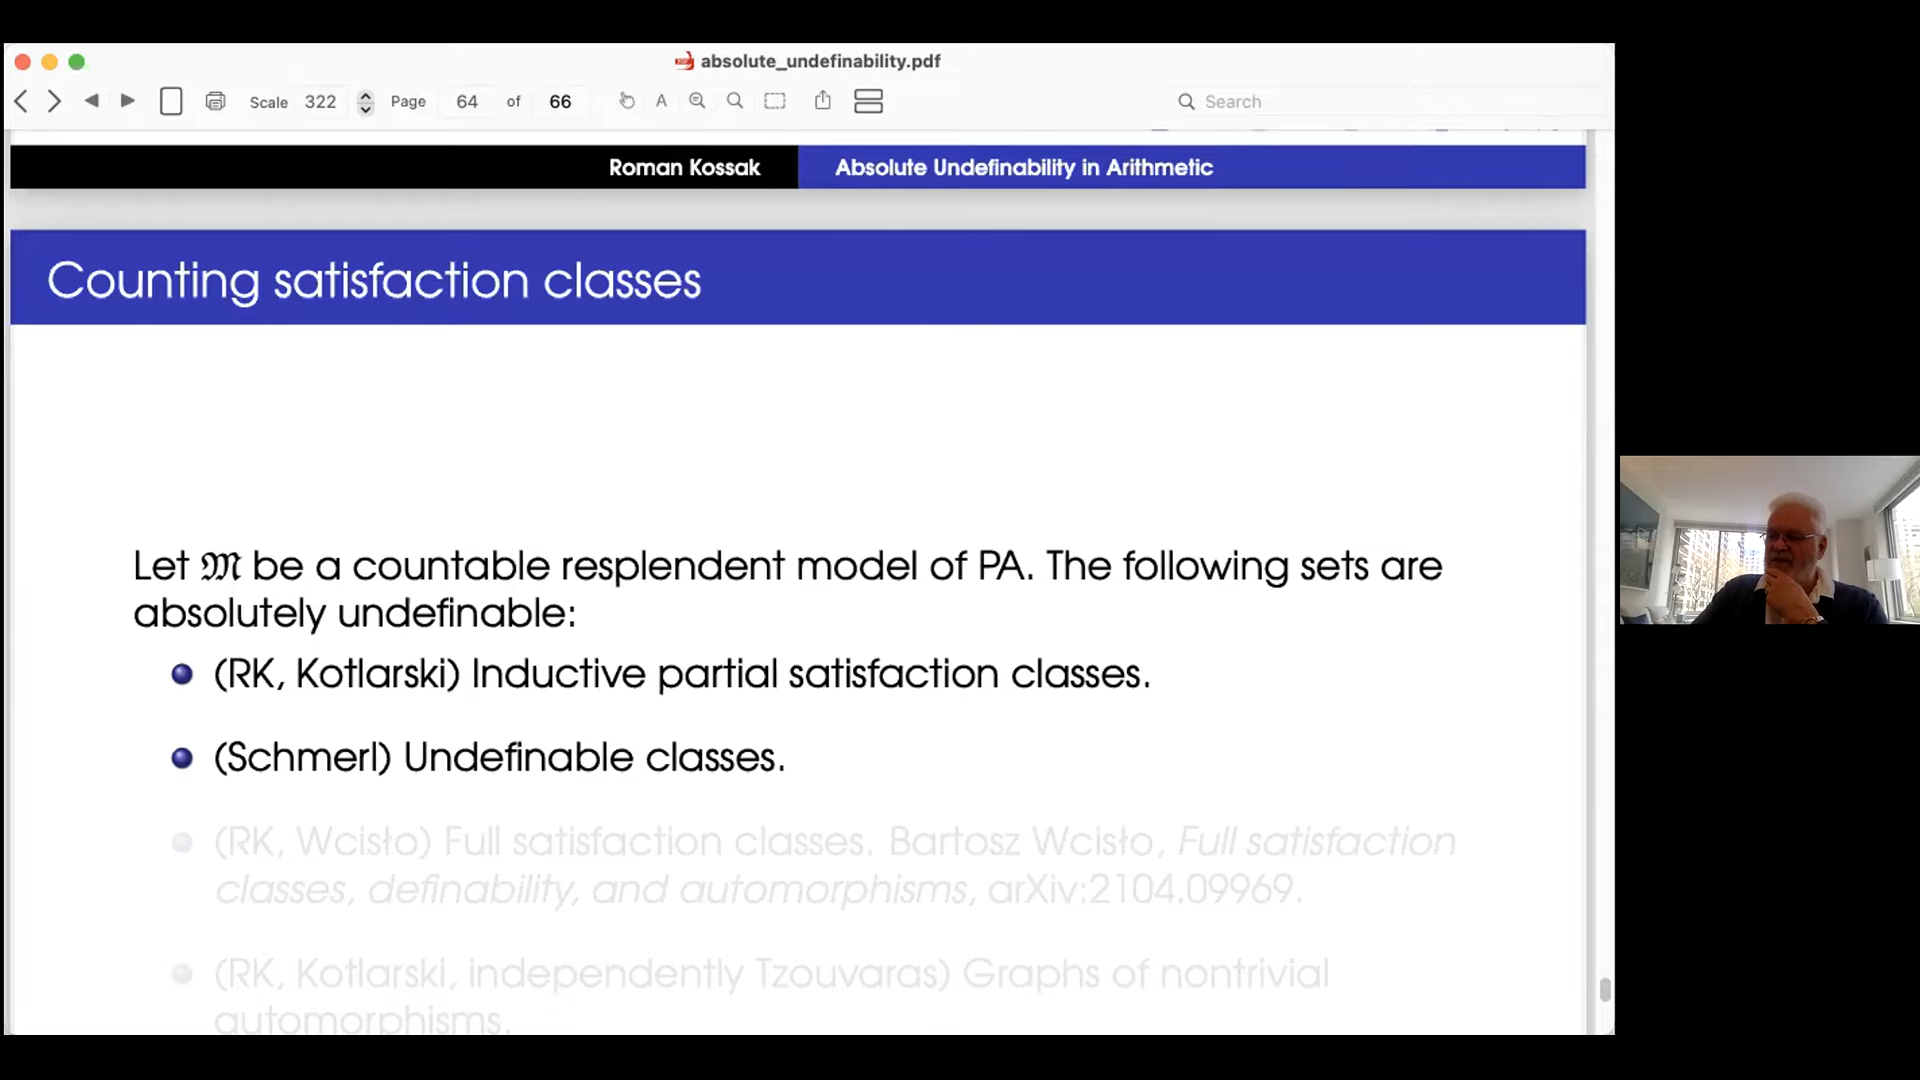 absolute_undefinability.pdf
Scale 322 Page 64 of 66 A Search
Roman Kossak Absolute Undefinability in Arithmetic
Counting satisfaction classes
Let 𝔐 be a countable resplendent model of PA. The following sets are
absolutely undefinable:
(RK, Kotlarski) Inductive partial satisfaction classes.
(Schmerl) Undefinable classes.
(RK, Wcisło) Full satisfaction classes. Bartosz Wcisło, Full satisfaction
classes, definability, and automorphisms, arXiv:2104.09969.
(RK, Kotlarski, independently Tzouvaras) Graphs of nontrivial
automorphisms.